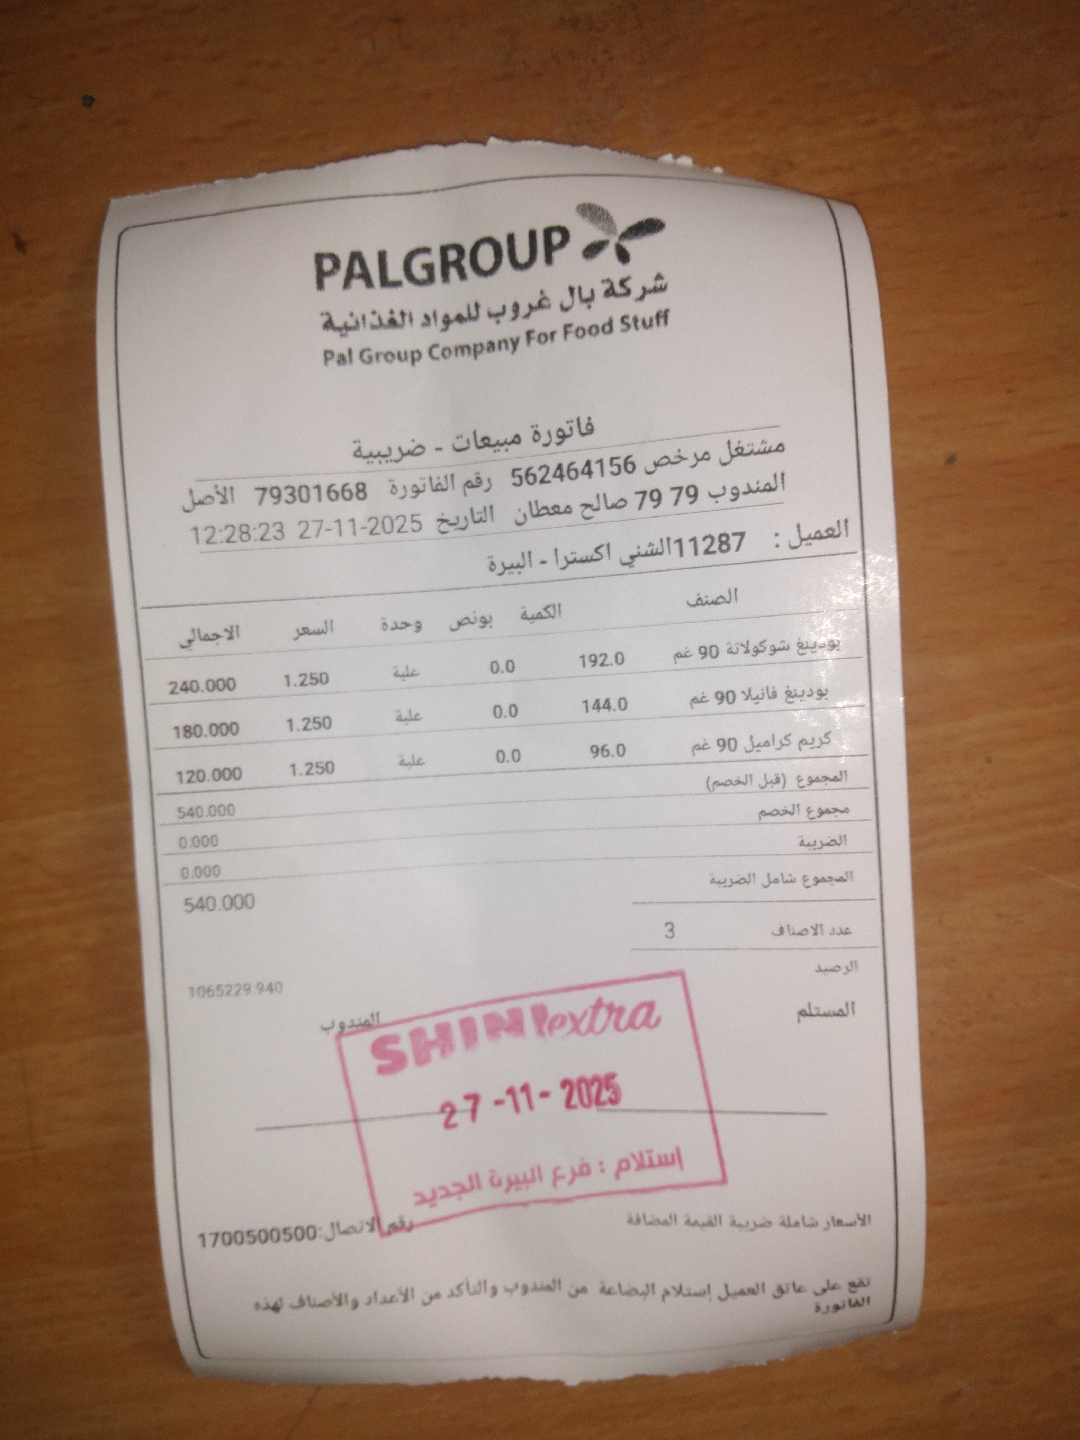 PALGROUP
شركة بال غروب للمواد الغذائية
Pal Group Company For Food Stuff
فاتورة مبيعات - ضريبية
مشتغل مرخص 562464156 رقم الفاتورة 79301668 الأصل
المندوب 79 79 صالح معطان التاريخ 27-11-2025 12:28:23
العميل : 11287الشني اكسترا - البيرة
الصنف الكمية بونص وحدة السعر الاجمالي
بودينغ شوكولاتة 90 غم 192.0 0.0 علبة 1.250 240.000
بودينغ فانيلا 90 غم 144.0 0.0 علبة 1.250 180.000
كريم كراميل 90 غم 96.0 0.0 علبة 1.250 120.000
المجموع (قبل الخصم) 540.000
مجموع الخصم 0.000
الضريبة 0.000
المجموع شامل الضريبة 540.000
عدد الاصناف 3
الرصيد 1065229.940
المستلم المندوب
SHINI extra
27-11-2025
إستلام : فرع البيرة الجديد
الأسعار شاملة ضريبة القيمة المضافة رقم الاتصال:1700500500
تقع على عاتق العميل إستلام البضاعة من المندوب والتأكد من الأعداد والأصناف لهذه
الفاتورة